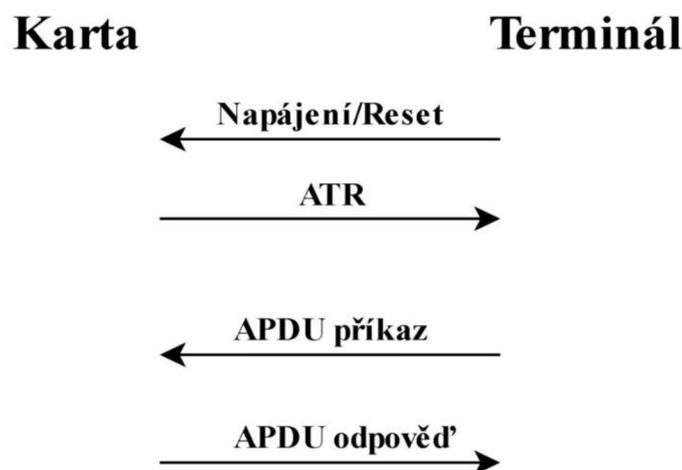 Karta Terminál
Napájení/Reset
ATR
APDU příkaz
APDU odpověď